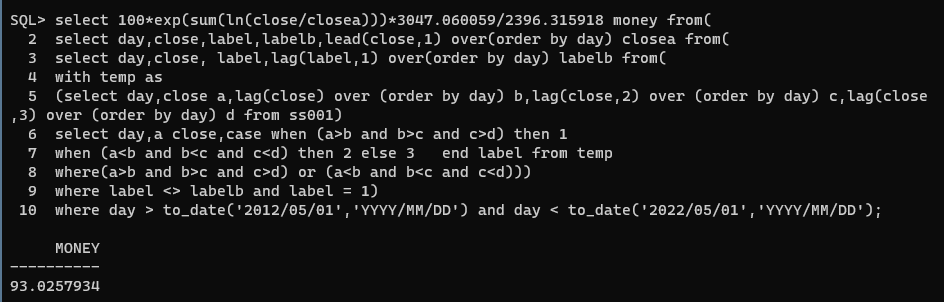 SQL> select 100*exp(sum(ln(close/closea)))*3047.060059/2396.315918 money from(
  2  select day,close,label,labelb,lead(close,1) over(order by day) closea from(
  3  select day,close, label,lag(label,1) over(order by day) labelb from(
  4  with temp as
  5  (select day,close a,lag(close) over (order by day) b,lag(close,2) over (order by day) c,lag(close
,3) over (order by day) d from ss001)
  6  select day,a close,case when (a>b and b>c and c>d) then 1
  7  when (a<b and b<c and c<d) then 2 else 3   end label from temp
  8  where(a>b and b>c and c>d) or (a<b and b<c and c<d)))
  9  where label <> labelb and label = 1)
 10  where day > to_date('2012/05/01','YYYY/MM/DD') and day < to_date('2022/05/01','YYYY/MM/DD');
     MONEY
----------
93.0257934